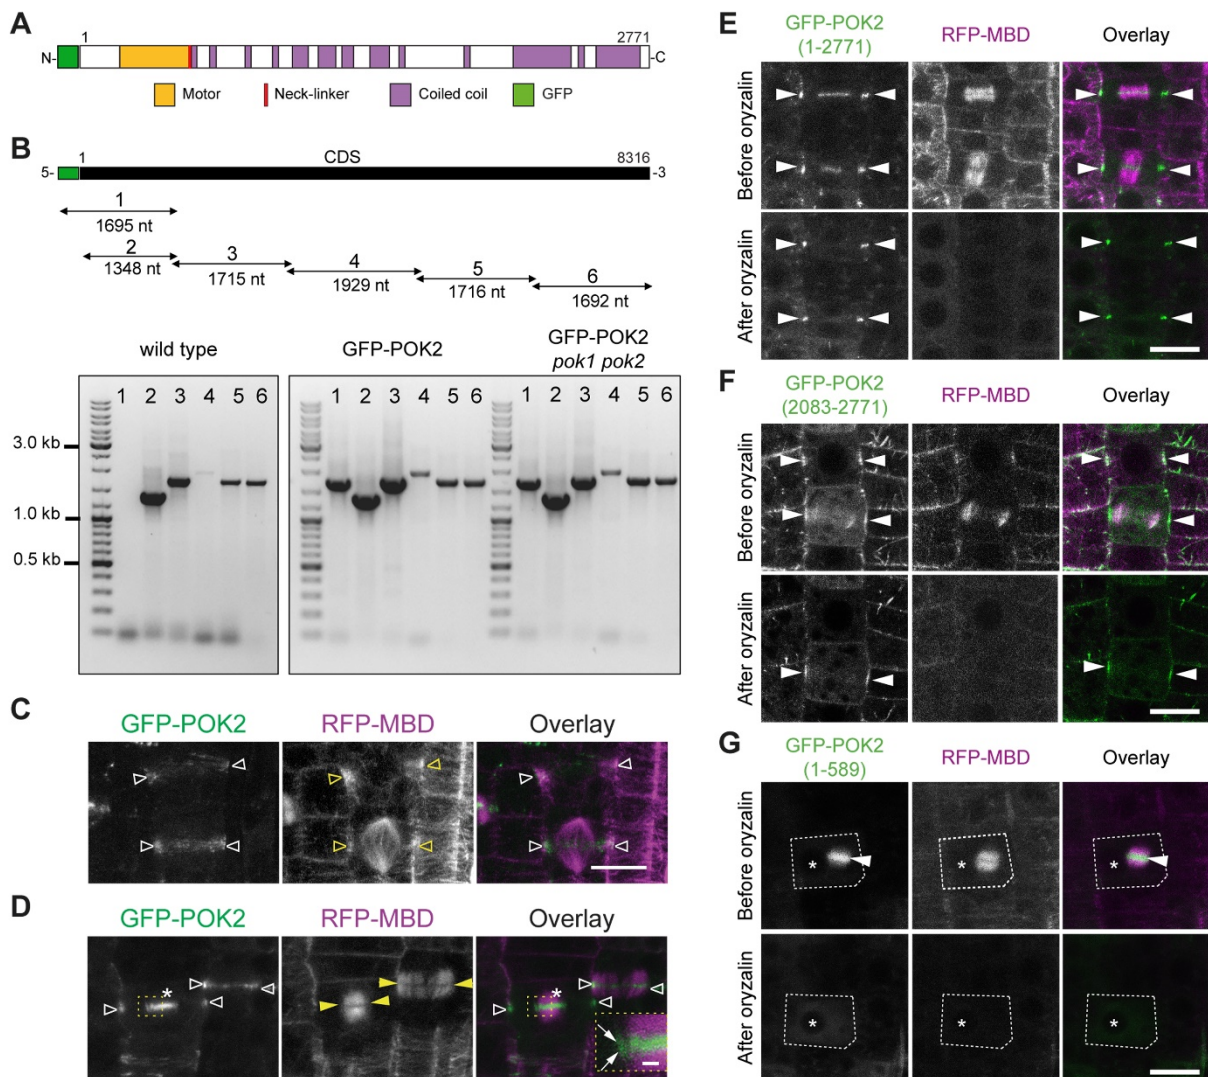 A
1
2771
N-
-C
Motor
Neck-linker
Coiled coil
GFP
B
1
CDS
8316
5-
-3
1
1695 nt
2
3
4
5
6
1348 nt
1715 nt
1929 nt
1716 nt
1692 nt
wild type
GFP-POK2
GFP-POK2
pok1 pok2
1 2 3 4 5 6
1 2 3 4 5 6
1 2 3 4 5 6
3.0 kb
1.0 kb
0.5 kb
C
GFP-POK2
RFP-MBD
Overlay
D
GFP-POK2
RFP-MBD
Overlay
*
*
E
GFP-POK2
(1-2771)
RFP-MBD
Overlay
Before oryzalin
After oryzalin
F
GFP-POK2
(2083-2771)
RFP-MBD
Overlay
Before oryzalin
After oryzalin
G
GFP-POK2
(1-589)
RFP-MBD
Overlay
Before oryzalin
* * *
After oryzalin
* * *